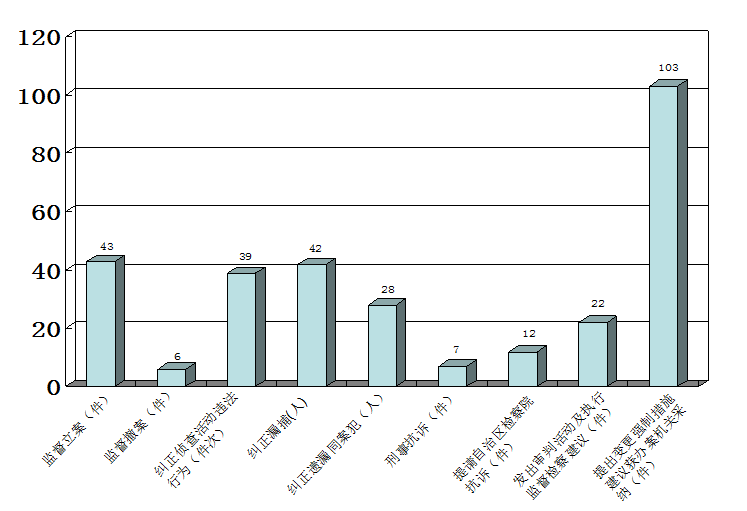 120
100
80
60
40
20
0
43
6
39
42
28
7
12
22
103
监督立案（件）
监督撤案（件）
纠正侦查活动违法
行为（件次）
纠正漏捕(人)
纠正遗漏同案犯（人）
刑事抗诉（件）
提请自治区检察院
抗诉（件）
发出审判活动及执行
监督检察建议（件）
提出变更强制措施
建议获办案机关采
纳（件）